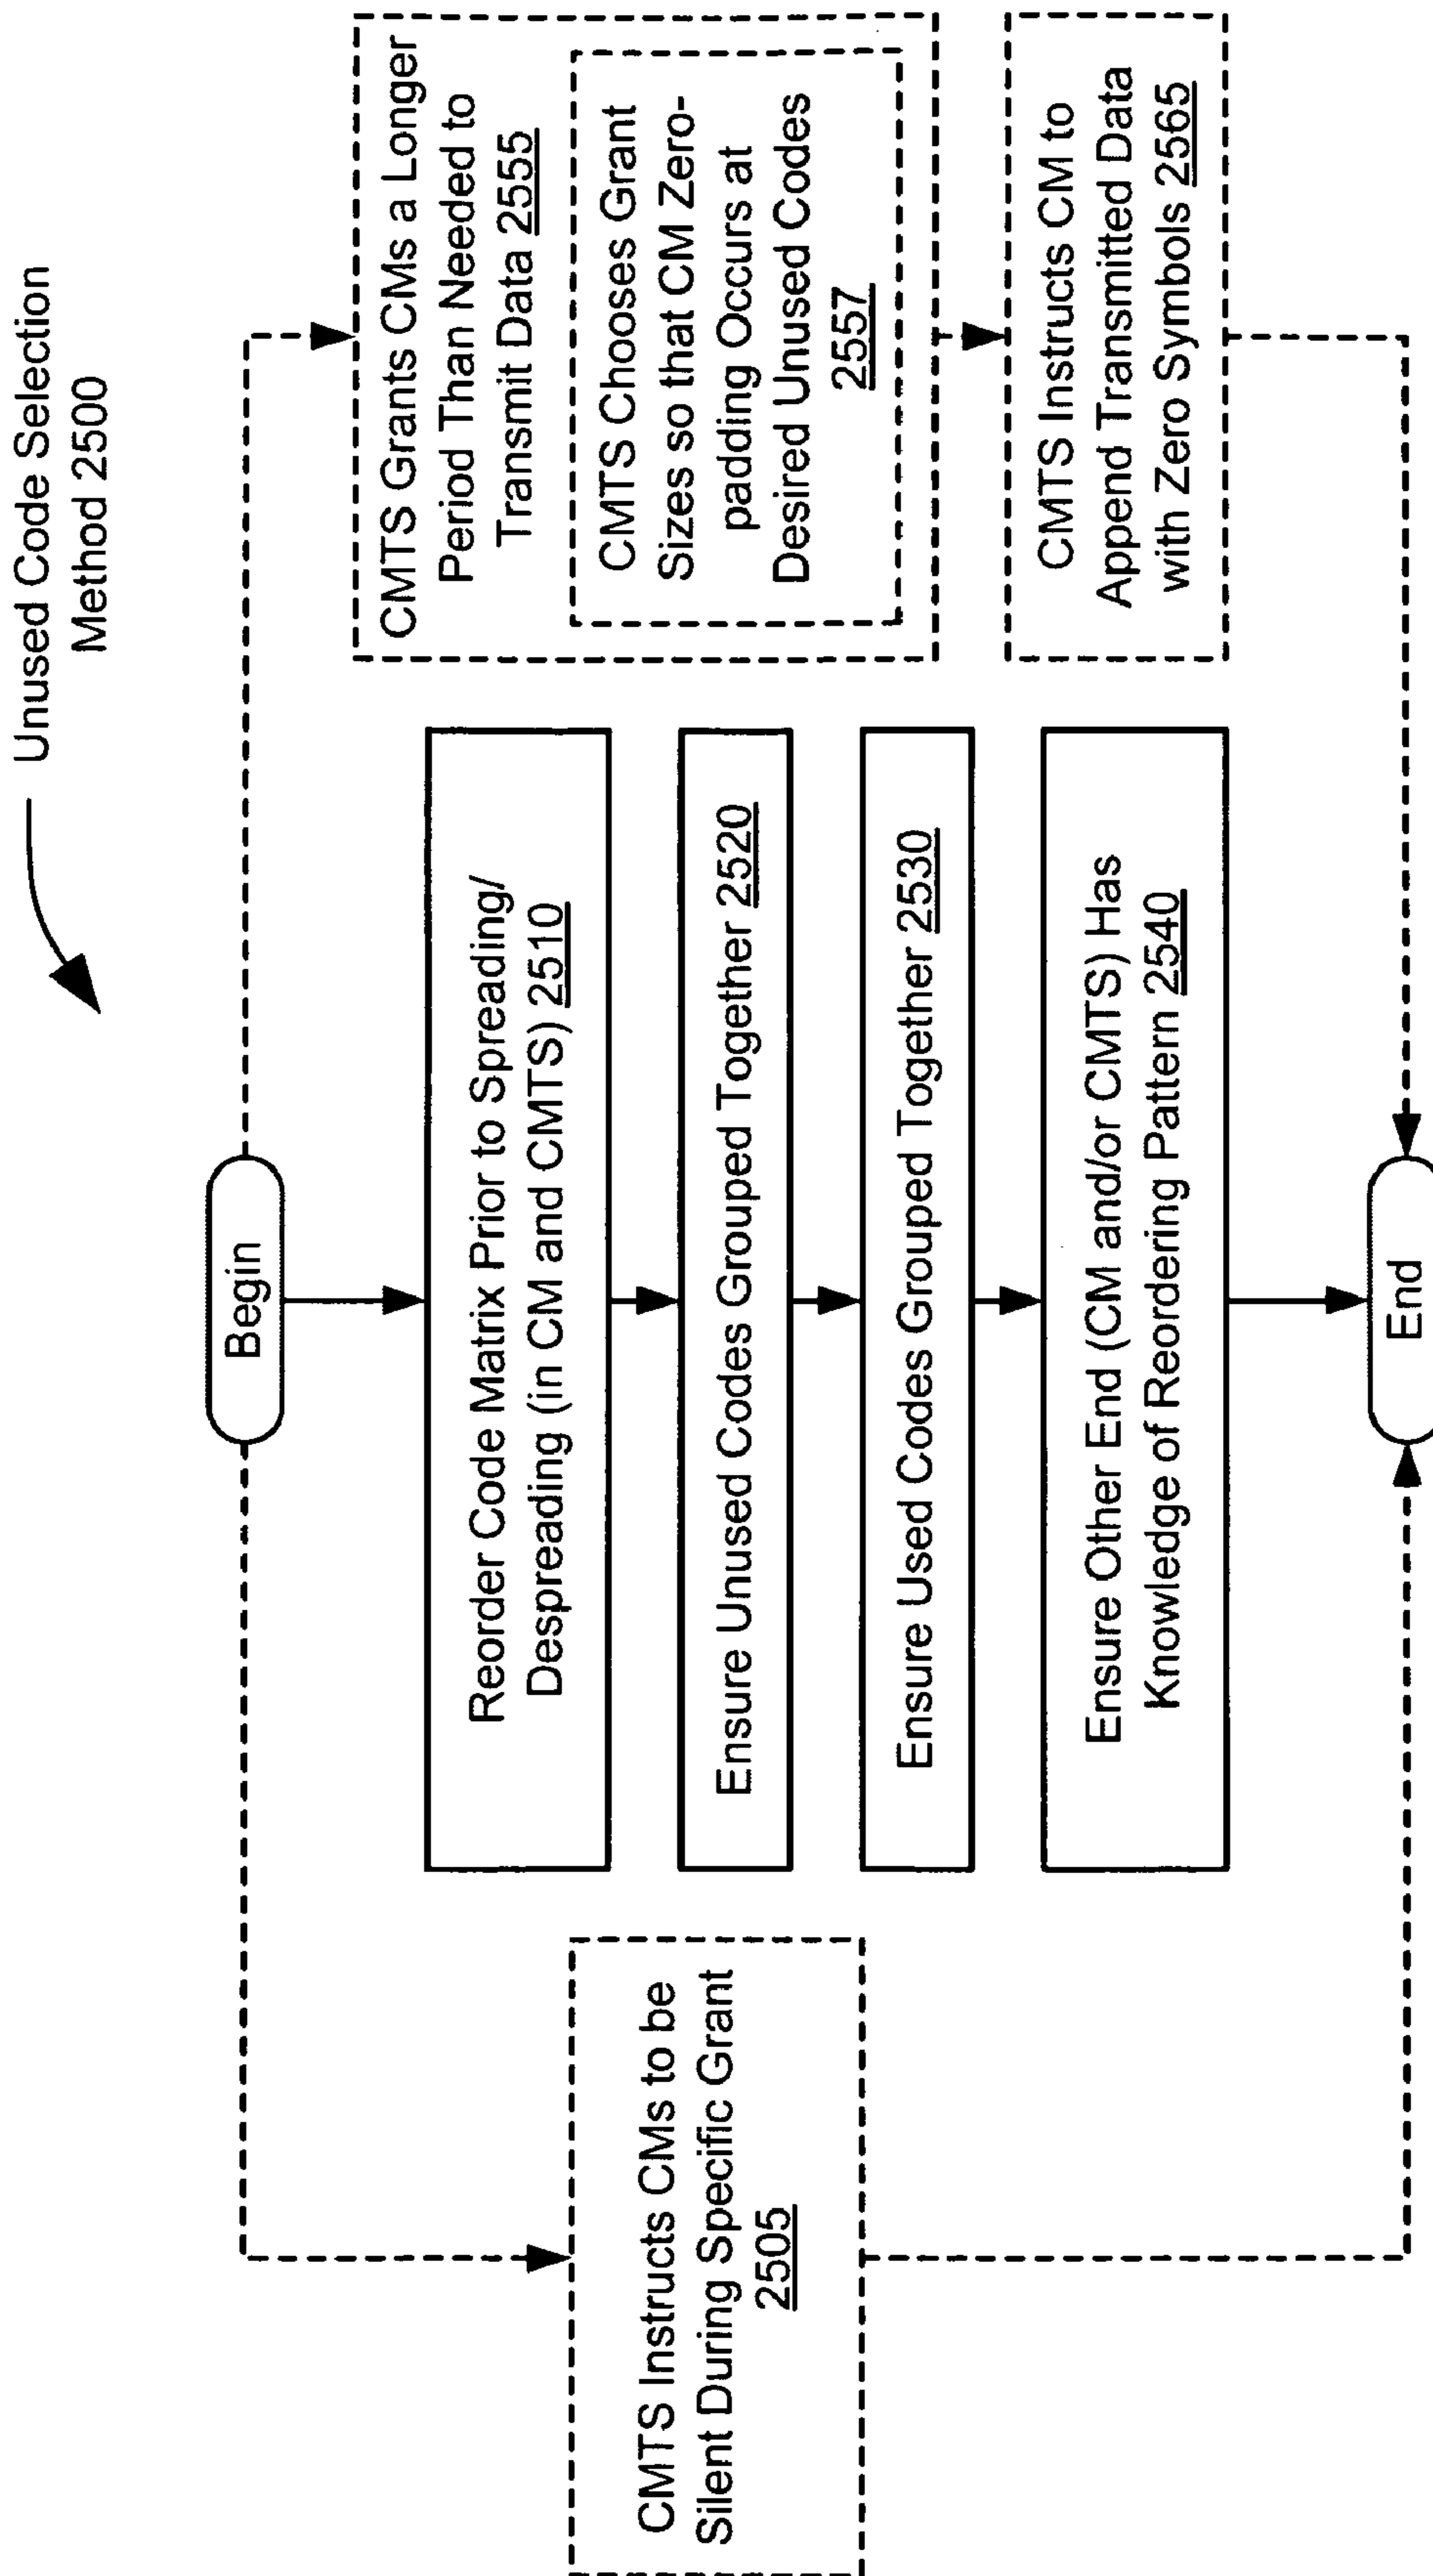 Unused Code Selection
Method 2500
Begin
CMTS Instructs CMs to be
Silent During Specific Grant
2505
Reorder Code Matrix Prior to Spreading/
Despreading (in CM and CMTS) 2510
Ensure Unused Codes Grouped Together 2520
Ensure Used Codes Grouped Together 2530
Ensure Other End (CM and/or CMTS) Has
Knowledge of Reordering Pattern 2540
CMTS Grants CMs a Longer
Period Than Needed to
Transmit Data 2555
CMTS Chooses Grant
Sizes so that CM Zero-
padding Occurs at
Desired Unused Codes
2557
CMTS Instructs CM to
Append Transmitted Data
with Zero Symbols 2565
End